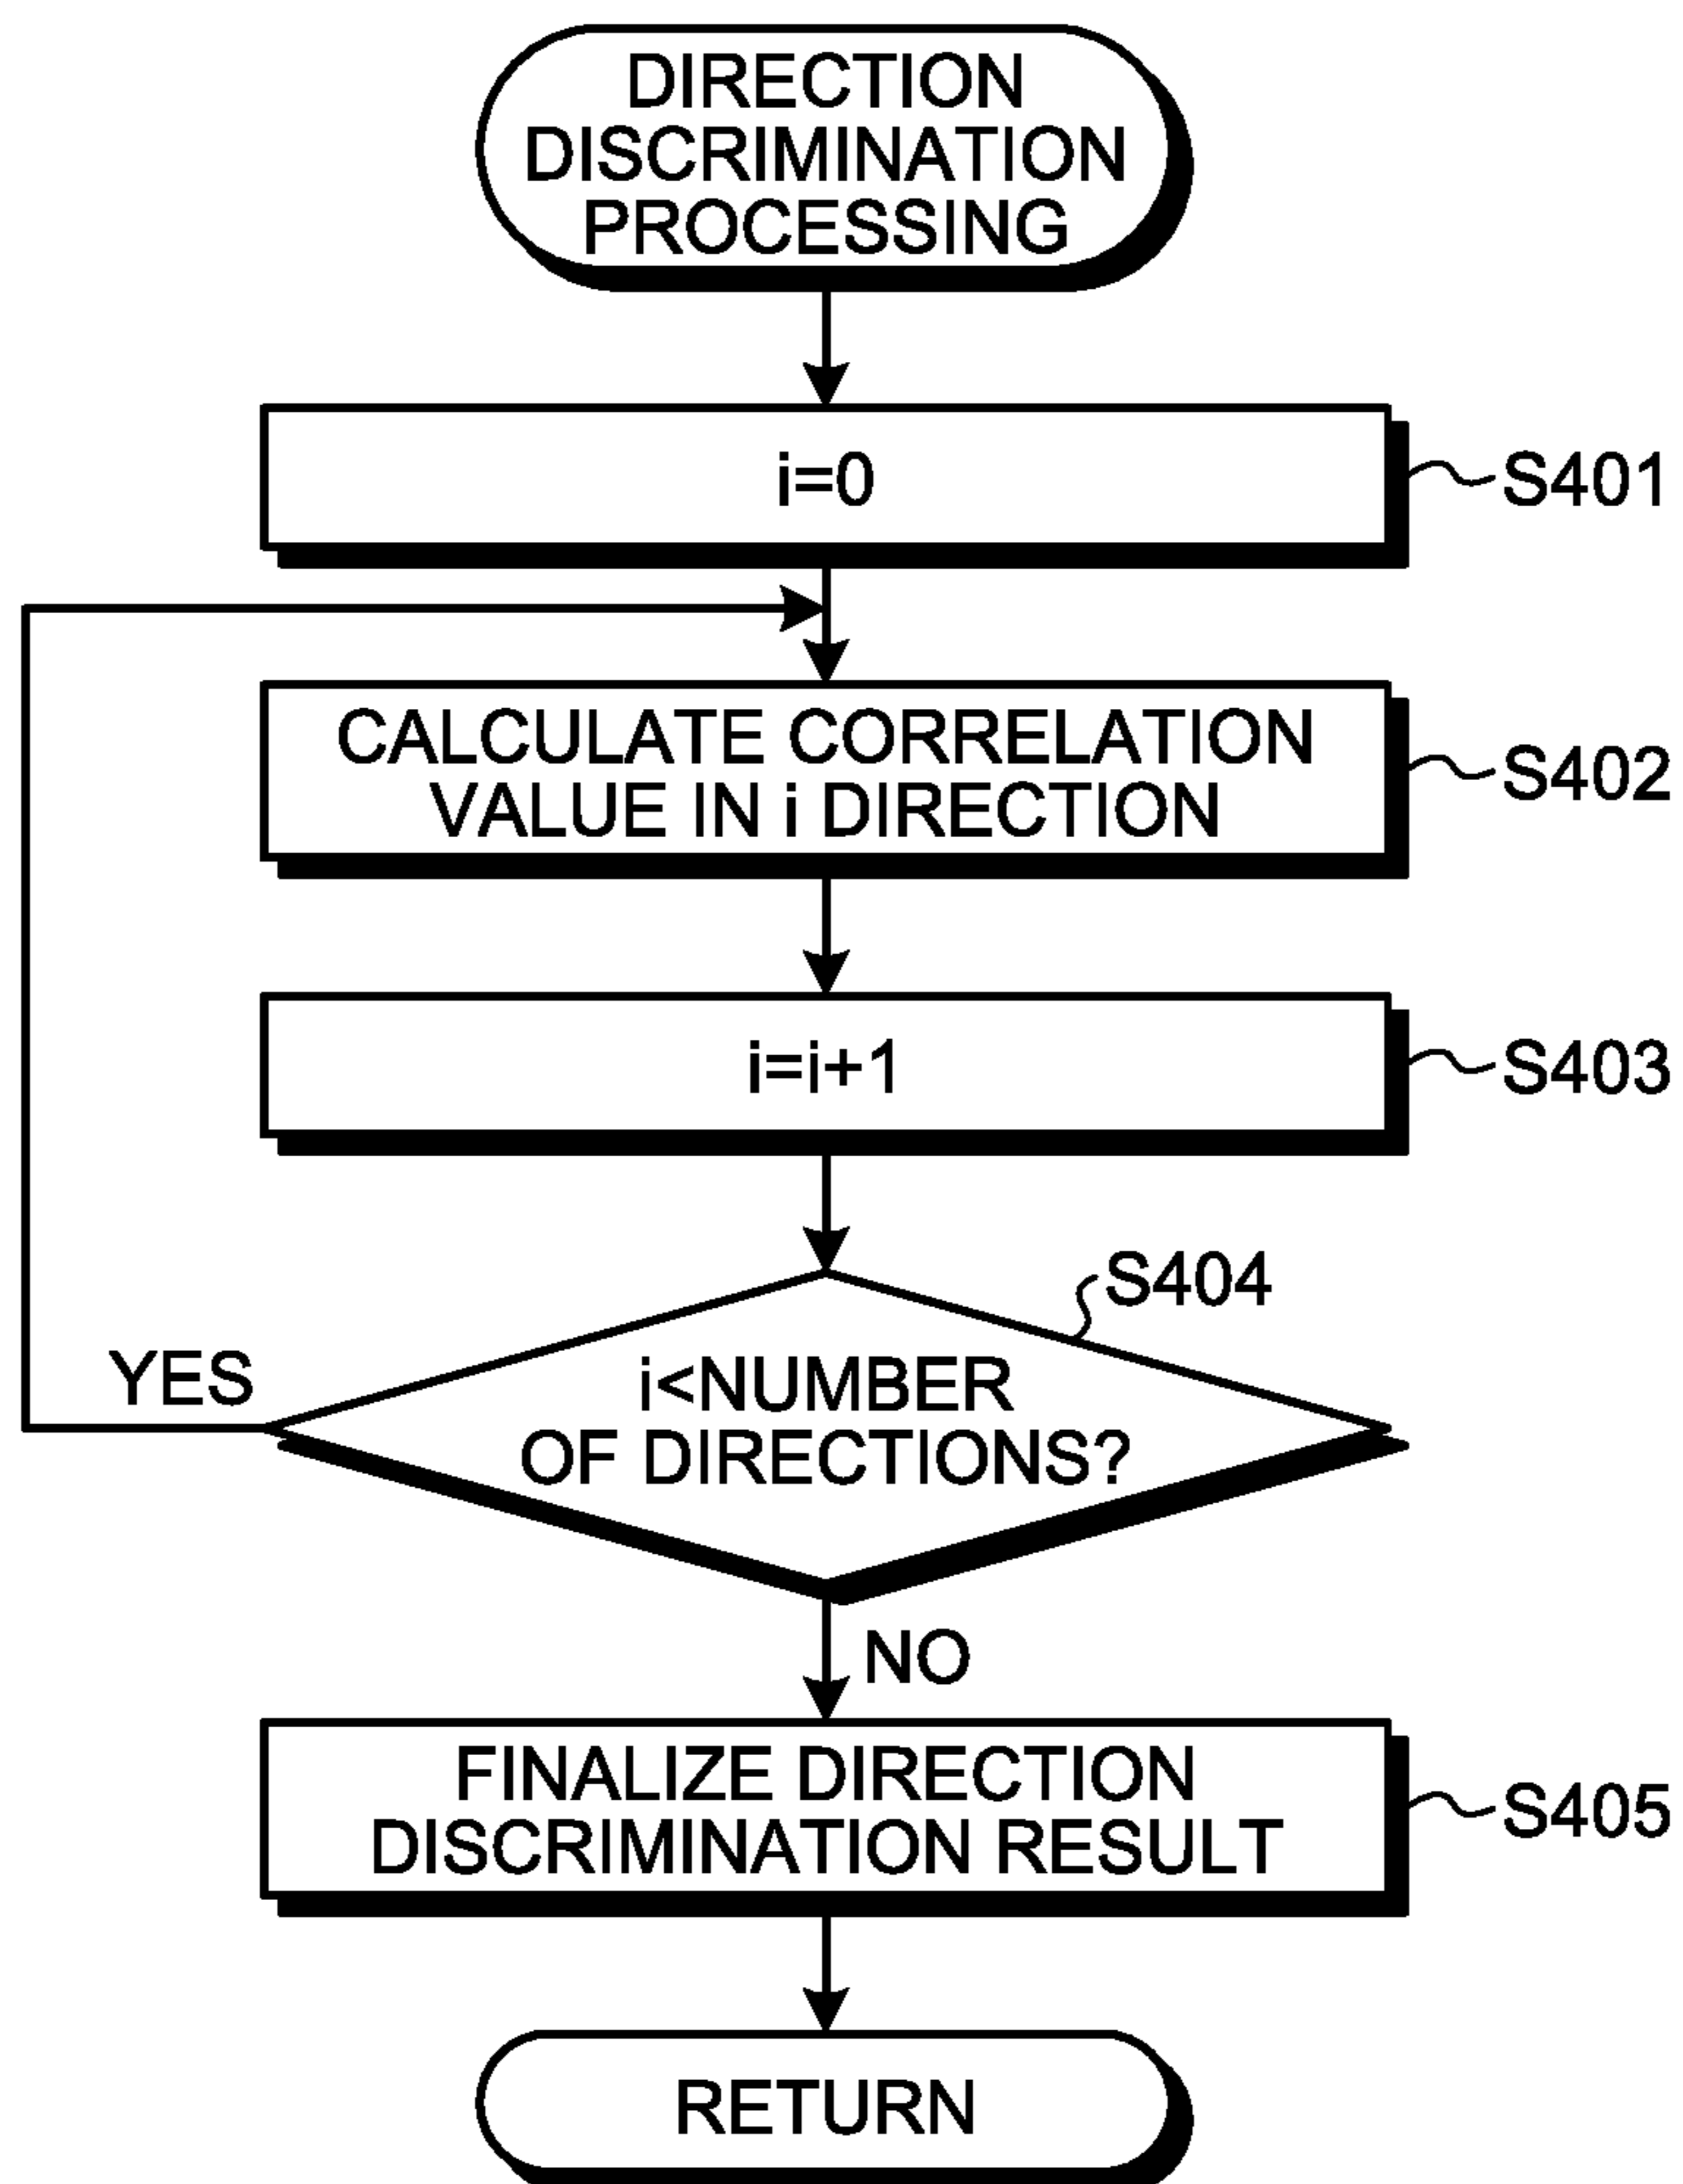 DIRECTION
DISCRIMINATION
PROCESSING
i=0
S401
CALCULATE CORRELATION
VALUE IN i DIRECTION
S402
i=i+1
S403
S404
i<NUMBER
OF DIRECTIONS?
YES
NO
FINALIZE DIRECTION
DISCRIMINATION RESULT
S405
RETURN